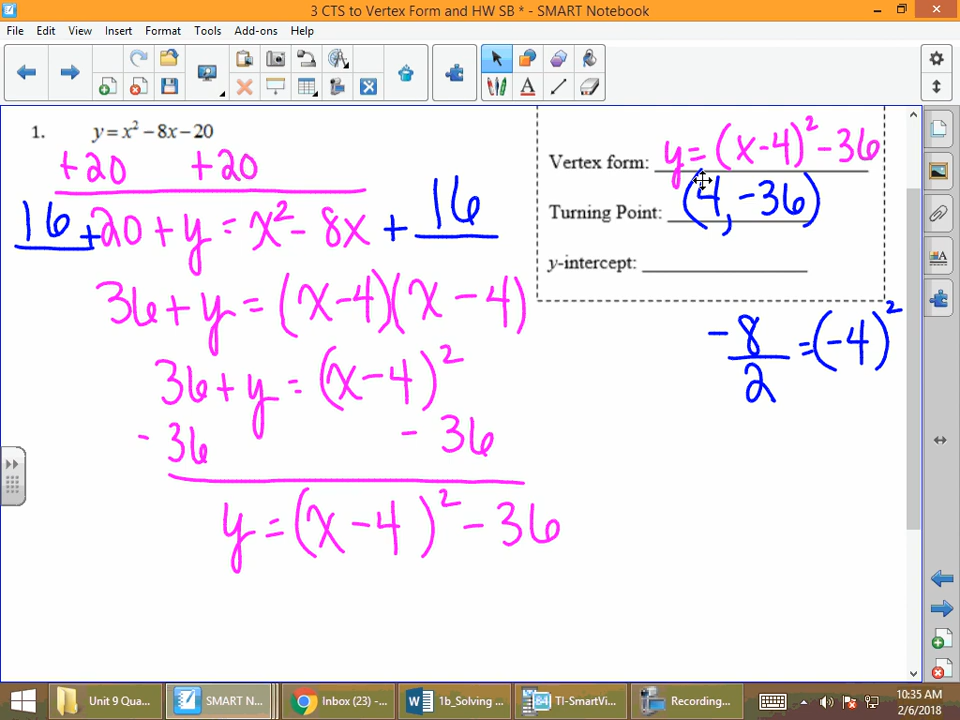 3 CTS to Vertex Form and HW SB * - SMART Notebook
File Edit View Insert Format Tools Add-ons Help
1. y = x² – 8x – 20
+20 +20
16 + 20 + y = x² - 8x + 16
36 + y = (x - 4)(x - 4)
36 + y = (x - 4)²
- 36 - 36
y = (x - 4)² - 36
Vertex form: y = (x - 4)² - 36
Turning Point: (4, -36)
y-intercept:
-8/2 = (-4)²
Unit 9 Qua...
SMART N...
Inbox (23) -...
1b_Solving ...
84 TI-SmartVi...
Recording...
10:35 AM
2/6/2018